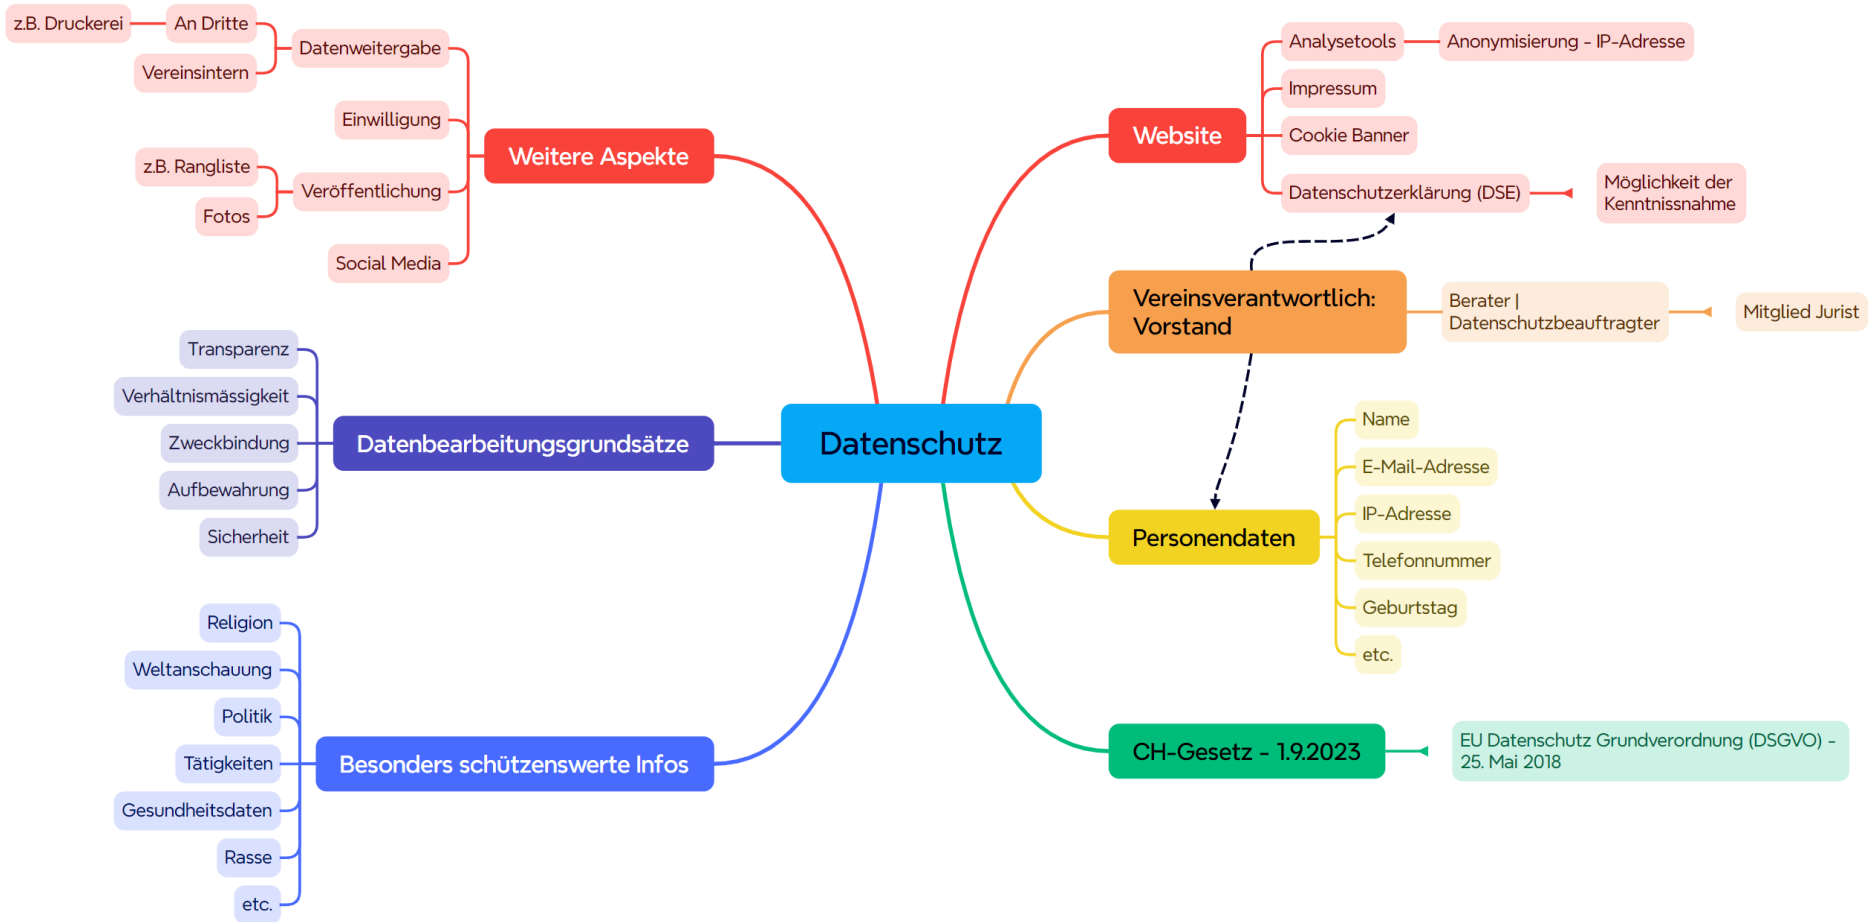 Datenschutz
Website
Analysetools
Anonymisierung - IP-Adresse
Impressum
Cookie Banner
Datenschutzerklärung (DSE)
Möglichkeit der
Kenntissnahme
Vereinsverantwortlich:
Vorstand
Berater |
Datenschutzbeauftragter
Mitglied Jurist
Personendaten
Name
E-Mail-Adresse
IP-Adresse
Telefonnummer
Geburtstag
etc.
CH-Gesetz - 1.9.2023
EU Datenschutz Grundverordnung (DSGVO) -
25. Mai 2018
Weitere Aspekte
Datenweitergabe
An Dritte
z.B. Druckerei
Vereinsintern
Einwilligung
Veröffentlichung
z.B. Rangliste
Fotos
Social Media
Datenbearbeitungsgrundsätze
Transparenz
Verhältnismässigkeit
Zweckbindung
Aufbewahrung
Sicherheit
Besonders schützenswerte Infos
Religion
Weltanschauung
Politik
Tätigkeiten
Gesundheitsdaten
Rasse
etc.